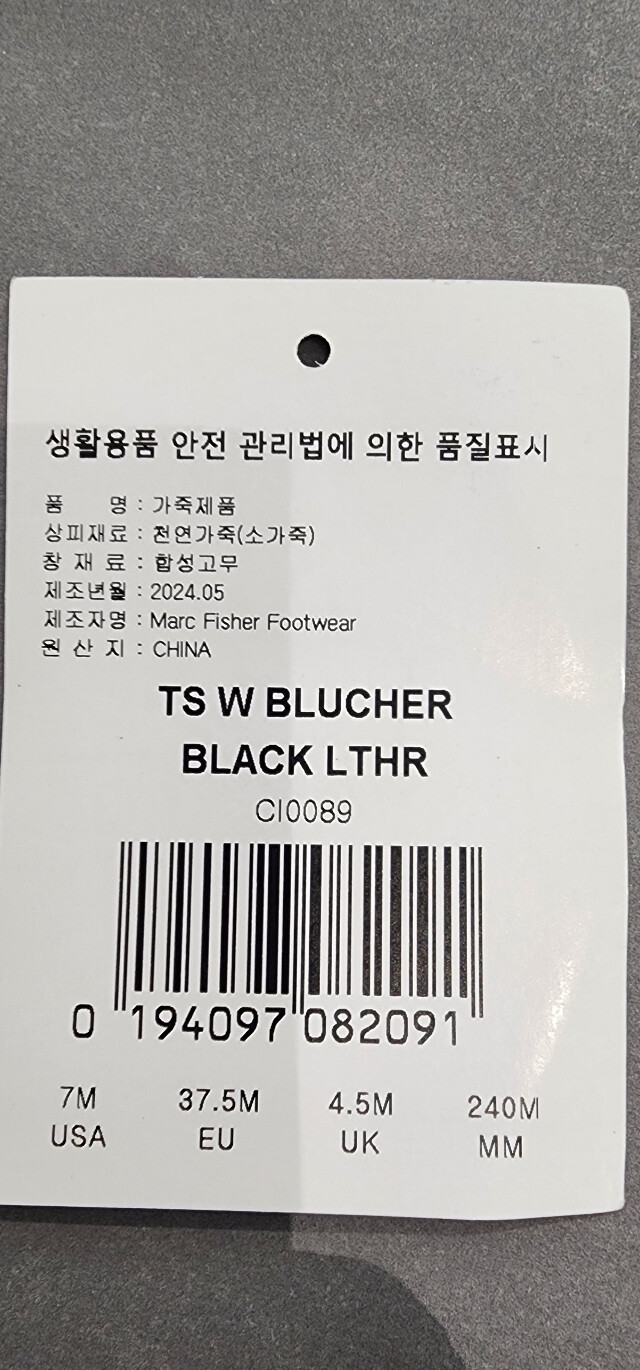 생활용품 안전 관리법에 의한 품질표시
품 명 : 가죽제품
상피재료 : 천연가죽(소가죽)
창 재 료 : 합성고무
제조년월 : 2024.05
제조자명 : Marc Fisher Footwear
원 산 지 : CHINA
TS W BLUCHER
BLACK LTHR
CI0089
0 194097 082091
7M 37.5M 4.5M 240M
USA EU UK MM